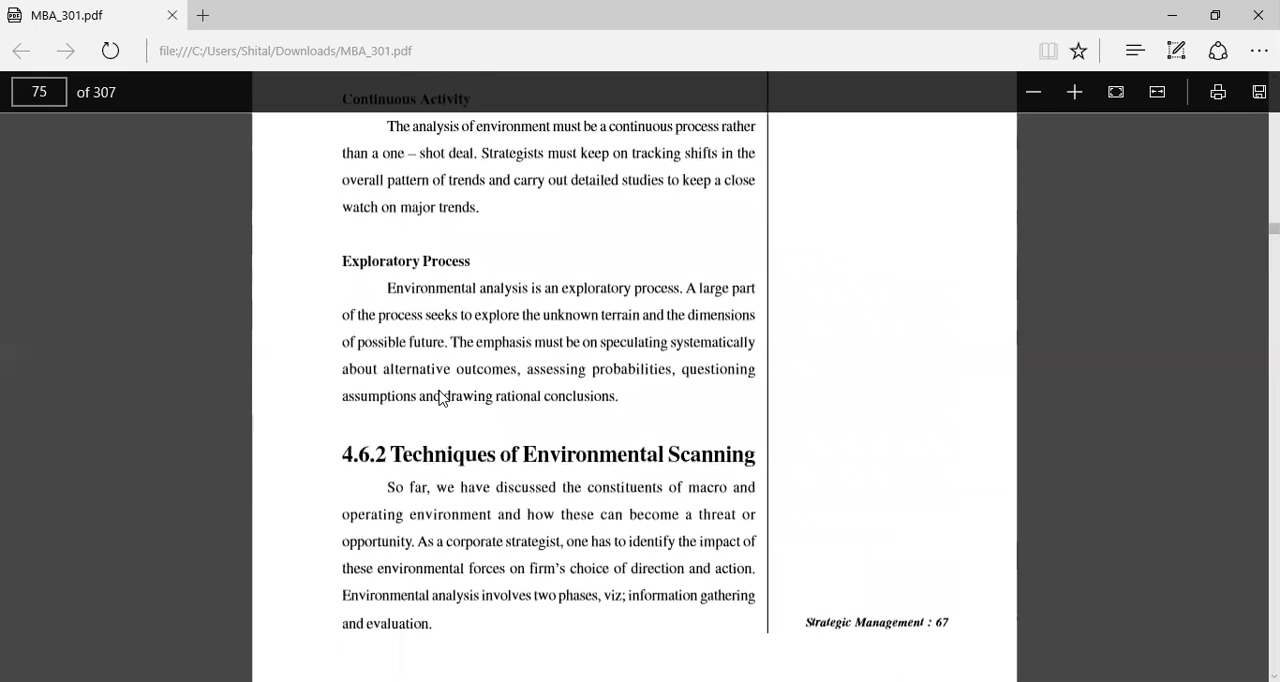 MBA_301.pdf
file:///C:/Users/Shital/Downloads/MBA_301.pdf
75 of 307
Continuous Activity
The analysis of environment must be a continuous process rather
than a one – shot deal. Strategists must keep on tracking shifts in the
overall pattern of trends and carry out detailed studies to keep a close
watch on major trends.
Exploratory Process
Environmental analysis is an exploratory process. A large part
of the process seeks to explore the unknown terrain and the dimensions
of possible future. The emphasis must be on speculating systematically
about alternative outcomes, assessing probabilities, questioning
assumptions and drawing rational conclusions.
4.6.2 Techniques of Environmental Scanning
So far, we have discussed the constituents of macro and
operating environment and how these can become a threat or
opportunity. As a corporate strategist, one has to identify the impact of
these environmental forces on firm's choice of direction and action.
Environmental analysis involves two phases, viz; information gathering
and evaluation.
Strategic Management : 67